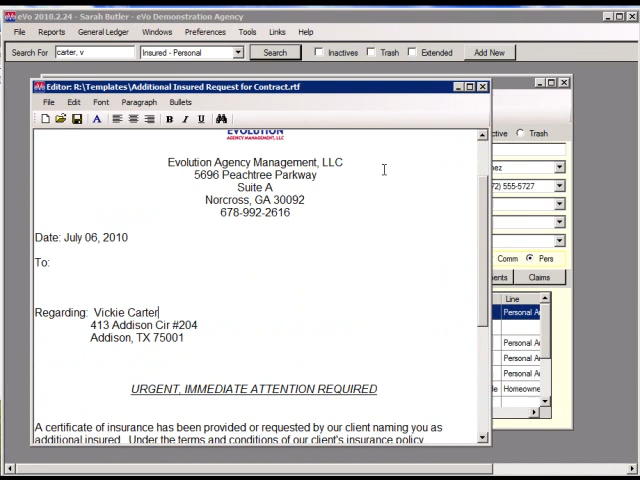 eVo 2010.2.24 - Sarah Butler - eVo Demonstration Agency
File Reports General Ledger Windows Preferences Tools Links Help
Search For carter, v Insured - Personal Search Inactives Trash Extended Add New
Editor: R:\Templates\Additional Insured Request for Contract.rtf
File Edit Font Paragraph Bullets
A B I U
EVOLUTION
AGENCY MANAGEMENT, LLC
Evolution Agency Management, LLC
5696 Peachtree Parkway
Suite A
Norcross, GA 30092
678-992-2616
Date: July 06, 2010
To:
Regarding: Vickie Carter
413 Addison Cir #204
Addison, TX 75001
URGENT, IMMEDIATE ATTENTION REQUIRED
A certificate of insurance has been provided or requested by our client naming you as
additional insured. Under the terms and conditions of our client's insurance policy
Trash
555-5727
Comm Pers
Claims
Line
Personal
Personal
Personal
Personal
Homeowne
Personal